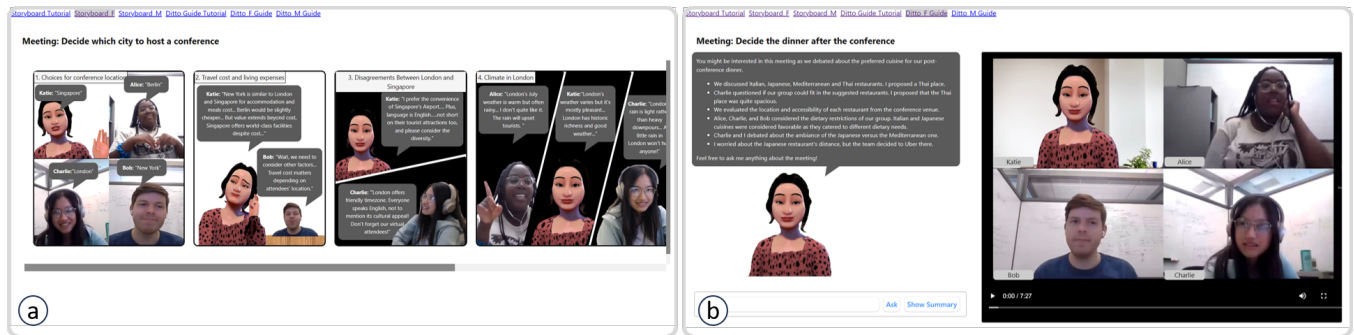 Storyboard Tutorial Storyboard_F Storyboard_M Ditto Guide Tutorial Ditto_F Guide Ditto_M Guide
Meeting: Decide which city to host a conference
1. Choices for conference location
Katie: "Singapore"
Alice: "Berlin"
Charlie: "London"
Bob: "New York"
2. Travel cost and living expenses
Katie: "New York is similar to
London and Singapore for
accommodation and
meals cost... Berlin would be slightly
cheaper... But value extends beyond cost,
Singapore offers world-class facilities
despite cost..."
Bob: "Wait, we need to
consider other factors...
Travel cost matters
depending on
attendees' location."
3. Disagreements Between London and
Singapore
Katie: "I prefer the convenience
of Singapore's Airport.... Plus,
language is English....not short
on their tourist attractions too,
and please consider the
diversity."
Charlie: "London offers
friendly timezone. Everyone
speaks English, not to
mention its cultural appeal!
Don't forget our virtual
attendees!"
4. Climate in London
Alice: "London's July
weather is warm but often
rainy... I don't quite like it.
The rain will upset
tourists. "
Katie: "London's
weather varies but it's
mostly pleasant...
London has historic
richness and good
weather..."
Charlie: "London
rain is light rather
than heavy
downpours... A
little rain in
London won't h
anyone!"
a
Storyboard Tutorial Storyboard_F Storyboard_M Ditto Guide Tutorial Ditto_F Guide Ditto_M Guide
Meeting: Decide the dinner after the conference
You might be interested in this meeting as we debated about the preferred cuisine for our post-
conference dinner.
• We discussed Italian, Japanese, Mediterranean and Thai restaurants. I proposed a Thai place.
• Charlie questioned if our group could fit in the suggested restaurants. I proposed that the Thai
place was quite spacious.
• We evaluated the location and accessibility of each restaurant from the conference venue.
• Alice, Charlie, and Bob considered the dietary restrictions of our group. Italian and Japanese
cuisines were considered favorable as they catered to different dietary needs.
• Charlie and I debated about the ambiance of the Japanese versus the Mediterranean one.
• I worried about the Japanese restaurant's distance, but the team decided to Uber there.
Feel free to ask me anything about the meeting!
Ask
Show Summary
b
Katie
Alice
Bob
Charlie
0:00 / 7:27